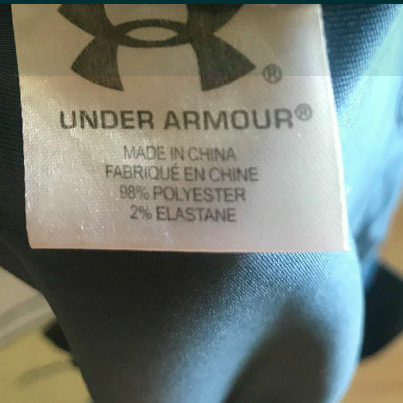 ®
UNDER ARMOUR®
MADE IN CHINA
FABRIQUÉ EN CHINE
98% POLYESTER
2% ELASTANE